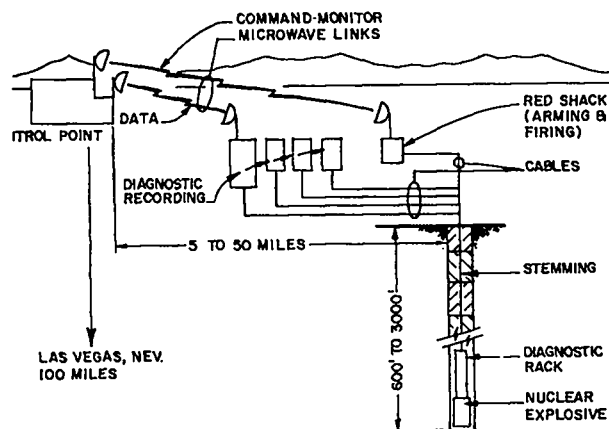 COMMAND-MONITOR
MICROWAVE LINKS
RED SHACK
(ARMING &
FIRING)
ITROL POINT
DATA
DIAGNOSTIC
RECORDING
CABLES
5 TO 50 MILES
STEMMING
600' TO 3000'
LAS VEGAS, NEV.
100 MILES
DIAGNOSTIC
RACK
NUCLEAR
EXPLOSIVE